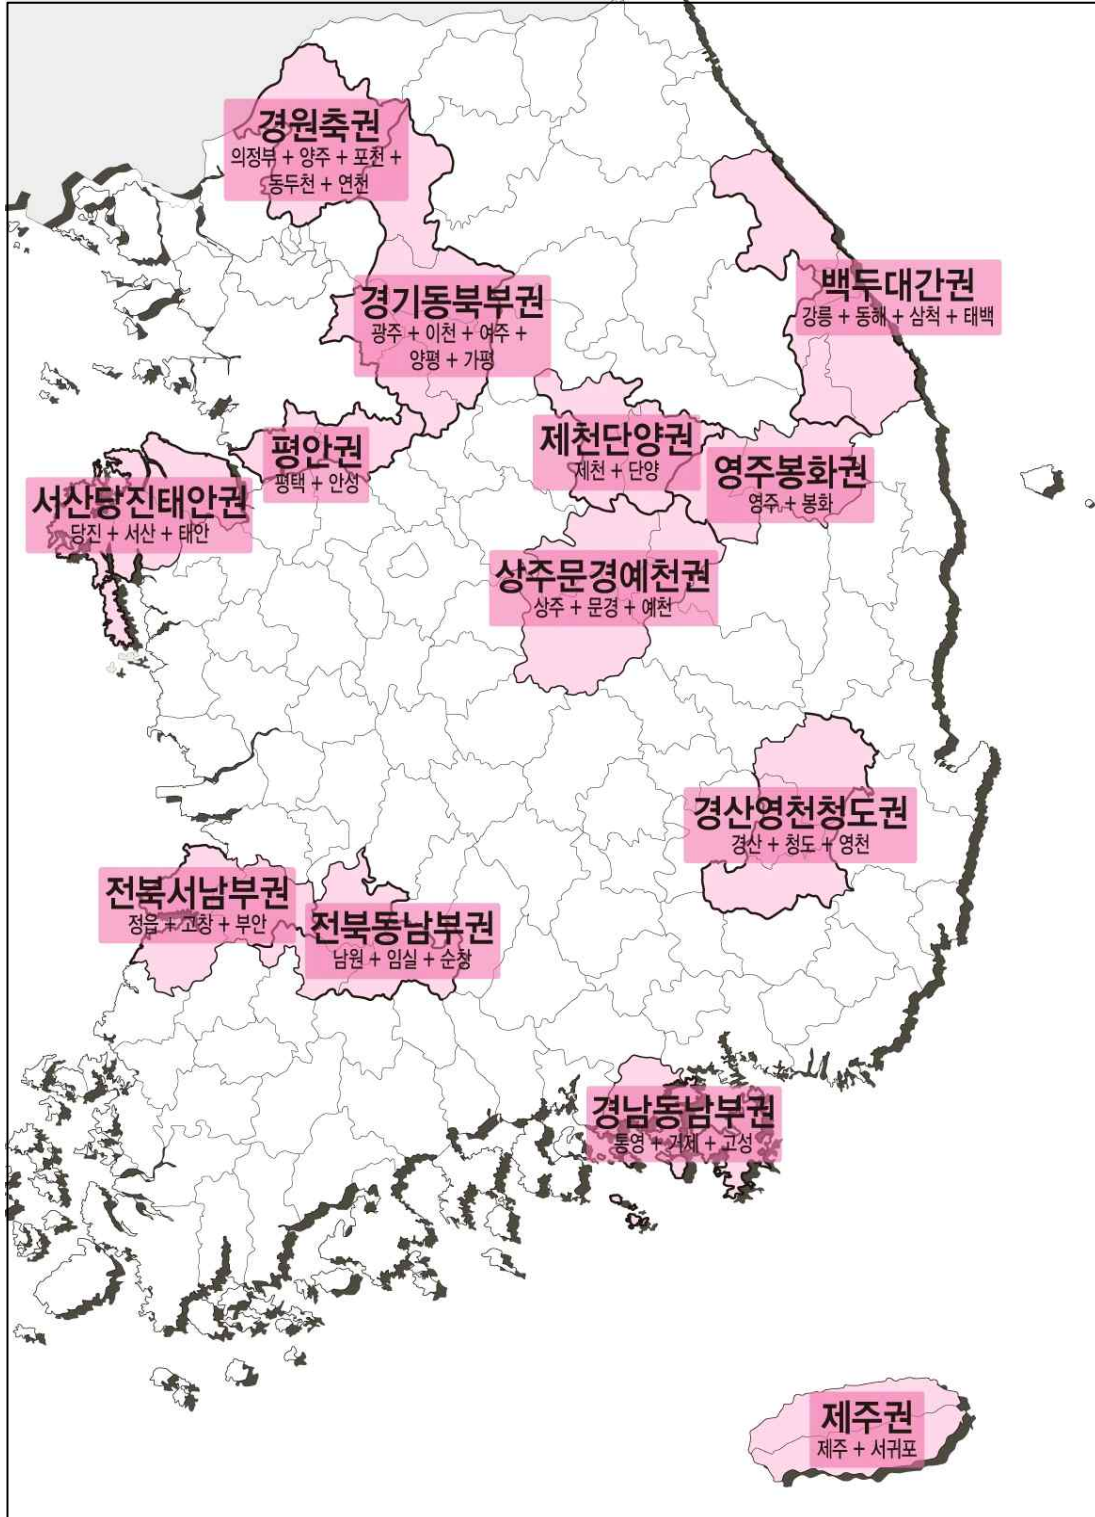 경원축권
의정부 + 양주 + 포천 +
동두천 + 연천
경기동북부권
광주 + 이천 + 여주 +
양평 + 가평
백두대간권
강릉 + 동해 + 삼척 + 태백
평안권
평택 + 안성
제천단양권
제천 + 단양
영주봉화권
영주 + 봉화
서산당진태안권
당진 + 서산 + 태안
상주문경예천권
상주 + 문경 + 예천
경산영천청도권
경산 + 청도 + 영천
전북서남부권
정읍 + 고창 + 부안
전북동남부권
남원 + 임실 + 순창
경남동남부권
통영 + 거제 + 고성
제주권
제주 + 서귀포